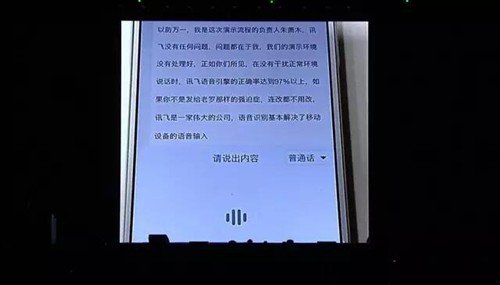 以防万一，我是这次演示流程的负责人朱萧木，讯
飞没有任何问题，问题都在于我，我们的演示环境
没有处理好，正如你们所见，在没有干扰正常环境
说话时，讯飞语音引擎的正确率达到97%以上，如
果你不是发给老罗那样的强迫症，连改都不用改，
讯飞是一家伟大的公司，语音识别基本解决了移动
设备的语音输入
请说出内容 普通话